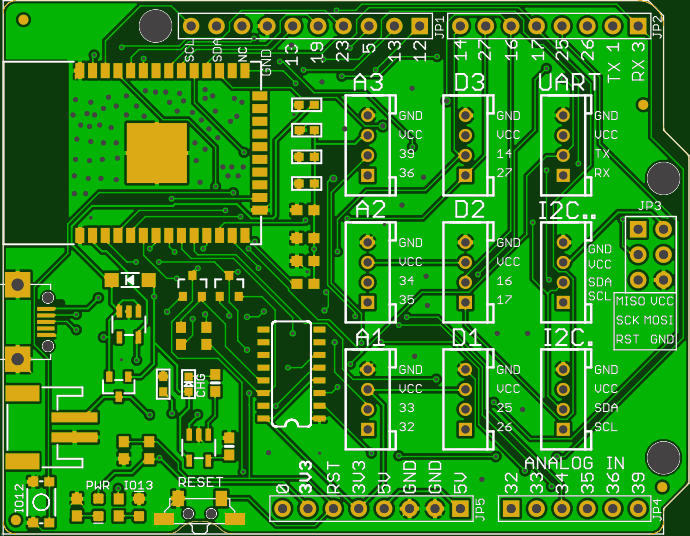 JP1
JP2
SCL
SDA
NC
GND
13
19
23
5
13
12
14
27
16
17
25
26
TX 1
RX 3
A3
GND
VCC
39
36
D3
GND
VCC
14
27
UART
GND
VCC
TX
RX
A2
GND
VCC
34
35
D2
GND
VCC
16
17
I2C..
GND
VCC
SDA
SCL
JP3
MISO VCC
SCK MOSI
RST GND
A1
GND
VCC
33
32
D1
GND
VCC
25
26
I2C.
GND
VCC
SDA
SCL
CHG
IO12
PWR
IO13
RESET
0
3V3
RST
3V3
5V
GND
GND
5V
JP5
ANALOG IN
32
33
34
35
36
39
JP4